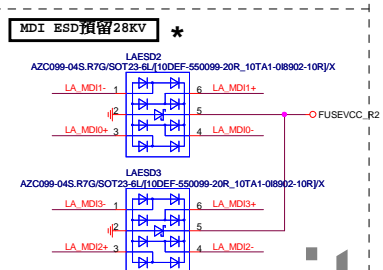 MDI ESD預留28KV *
LAESD2
AZC099-04S.R7G/SOT23-6L/[10DEF-550099-20R_10TA1-0I8902-10R]/X
LA_MDI1- 1 6 LA_MDI1+
2 5 FUSEVCC_R2
LA_MDI0+ 3 4 LA_MDI0-
LAESD3
AZC099-04S.R7G/SOT23-6L/[10DEF-550099-20R_10TA1-0I8902-10R]/X
LA_MDI3- 1 6 LA_MDI3+
2 5
LA_MDI2+ 3 4 LA_MDI2-